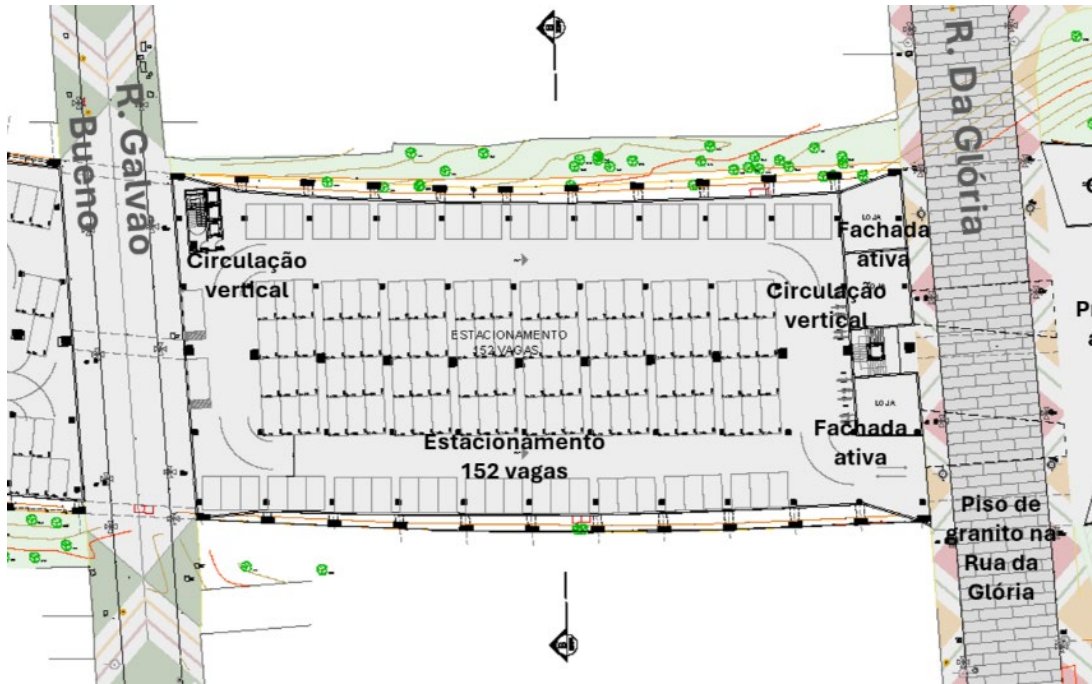 R. Galvão
Bueno
R. Da Glória
LOJA
Fachada
ativa
Circulação
vertical
Circulação
vertical
LOJA
ESTACIONAMENTO
152 VAGAS
LOJA
Fachada
ativa
Estacionamento
152 vagas
Piso de
granito na
Rua da
Glória